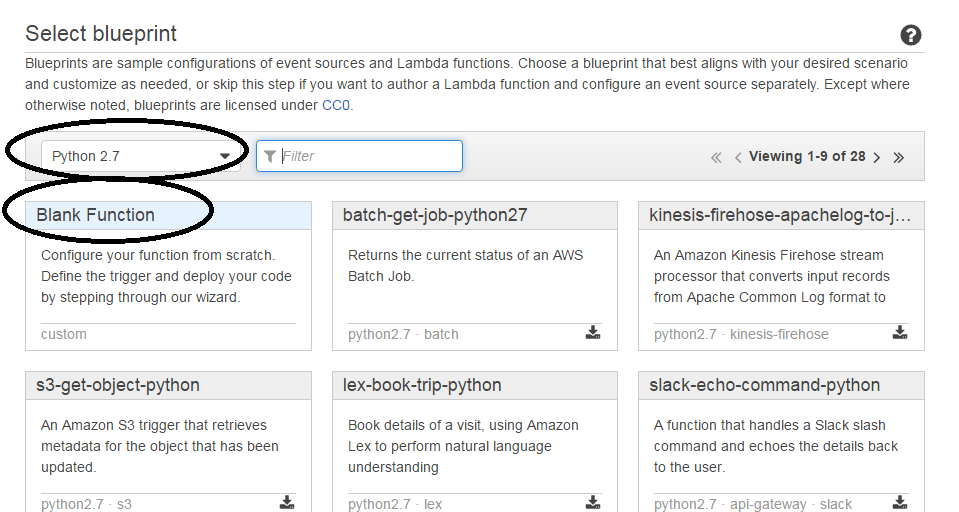 Select blueprint
Blueprints are sample configurations of event sources and Lambda functions. Choose a blueprint that best aligns with your desired scenario
and customize as needed, or skip this step if you want to author a Lambda function and configure an event source separately. Except where
otherwise noted, blueprints are licensed under CC0.
Python 2.7
Filter
« < Viewing 1-9 of 28 > »
Blank Function
Configure your function from scratch.
Define the trigger and deploy your code
by stepping through our wizard.
custom
batch-get-job-python27
Returns the current status of an AWS
Batch Job.
python2.7 · batch
kinesis-firehose-apachelog-to-j...
An Amazon Kinesis Firehose stream
processor that converts input records
from Apache Common Log format to
python2.7 · kinesis-firehose
s3-get-object-python
An Amazon S3 trigger that retrieves
metadata for the object that has been
updated.
python2.7 · s3
lex-book-trip-python
Book details of a visit, using Amazon
Lex to perform natural language
understanding
python2.7 · lex
slack-echo-command-python
A function that handles a Slack slash
command and echoes the details back
to the user.
python2.7 · api-gateway · slack